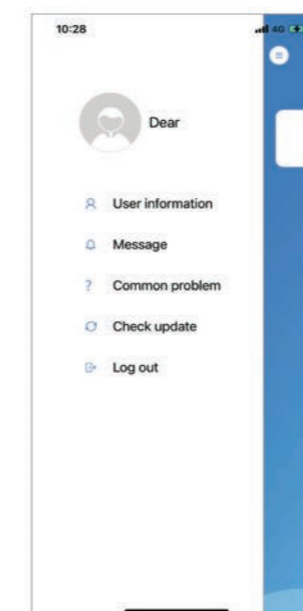 10:28
4G
Dear
User information
Message
? Common problem
Check update
Log out